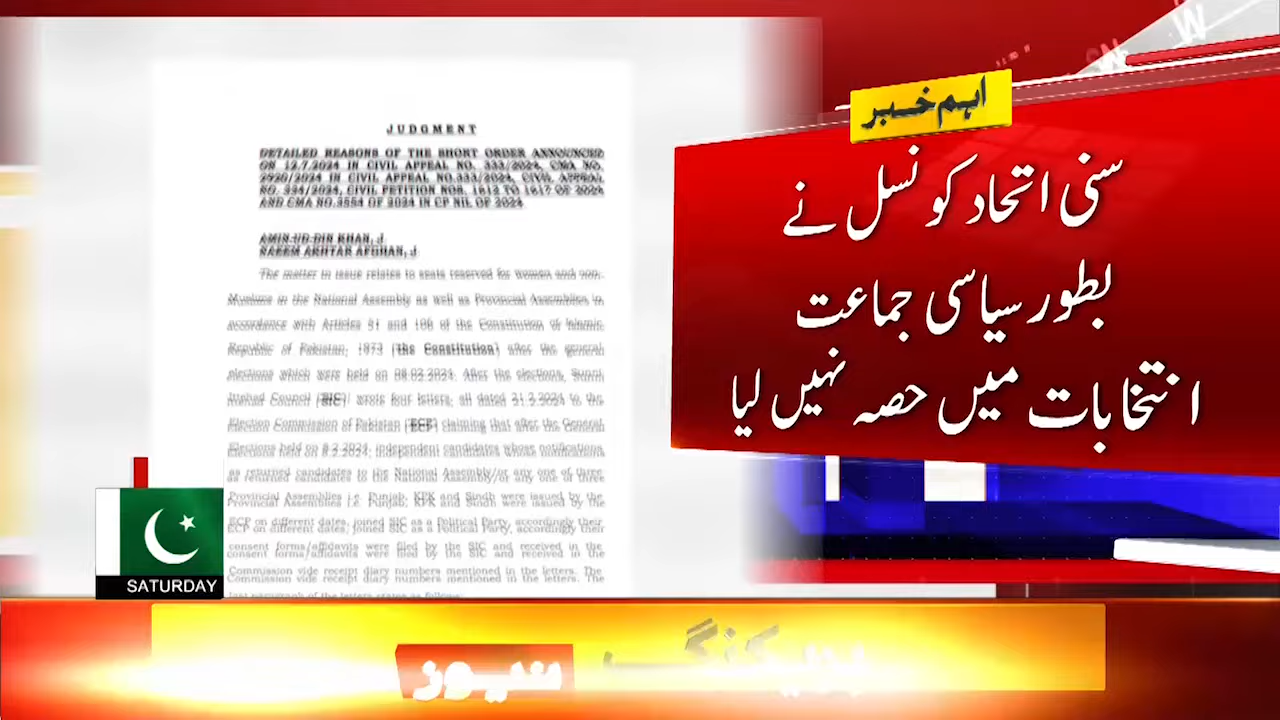 JUDGMENT
DETAILED REASONS OF THE SHORT ORDER ANNOUNCED
ON 12.7.2024 IN CIVIL APPEAL NO. 333/2024, CMA NO.
2920/2024 IN CIVIL APPEAL NO.333/2024, CIVIL APPEAL
NO. 334/2024, CIVIL PETITION NOS. 1612 TO 1617 OF 2024
AND CMA NO.3554 OF 2024 IN CP NIL OF 2024
AMIN-UD-DIN KHAN, J
NAEEM AKHTAR AFGHAN, J
The matter in issue relates to seats reserved for women and non-
Muslims in the National Assembly as well as Provincial Assemblies in
accordance with Articles 51 and 106 of the Constitution of Islamic
Republic of Pakistan, 1973 (the Constitution) after the general
elections which were held on 08.02.2024. After the elections, Sunni
Ittehad Council (SIC) wrote four letters, all dated 21.2.2024 to the
Election Commission of Pakistan (ECP) claiming that after the General
Elections held on 8.2.2024, independent candidates whose notifications
as returned candidates to the National Assembly/or any one of three
Provincial Assemblies i.e. Punjab, KPK and Sindh were issued by the
ECP on different dates, joined SIC as a Political Party, accordingly their
consent forms/affidavits were filed by the SIC and received in the
Commission vide receipt diary numbers mentioned in the letters. The
last paragraph of the letters states as follows:
اہم خبر
سنی اتحاد کونسل نے
بطور سیاسی جماعت
انتخابات میں حصہ نہیں لیا
SATURDAY
بریکنگ نیوز